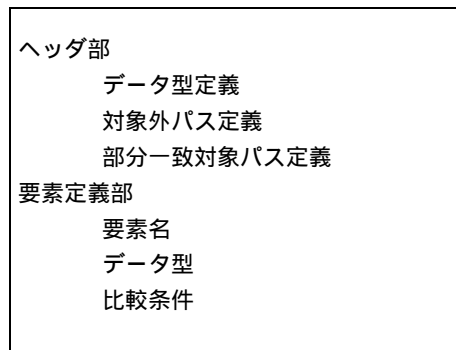 ヘッダ部
データ型定義
対象外パス定義
部分一致対象パス定義
要素定義部
要素名
データ型
比較条件